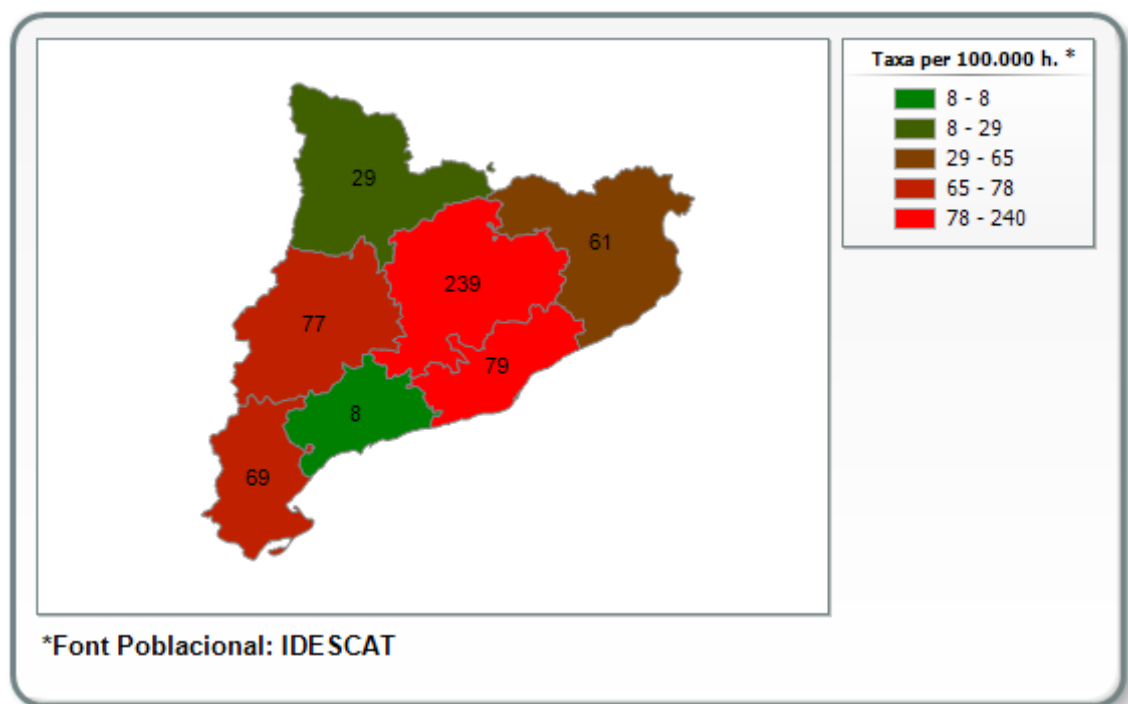 Taxa per 100.000 h. *
8 - 8
8 - 29
29 - 65
65 - 78
78 - 240
29
61
239
77
79
8
69
*Font Poblacional: IDESCAT